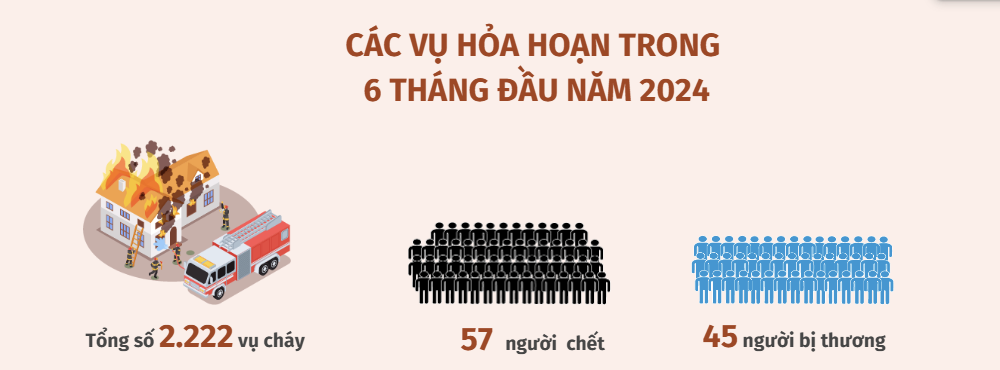 CÁC VỤ HỎA HOẠN TRONG
6 THÁNG ĐẦU NĂM 2024
Tổng số 2.222 vụ cháy
57 người chết
45 người bị thương